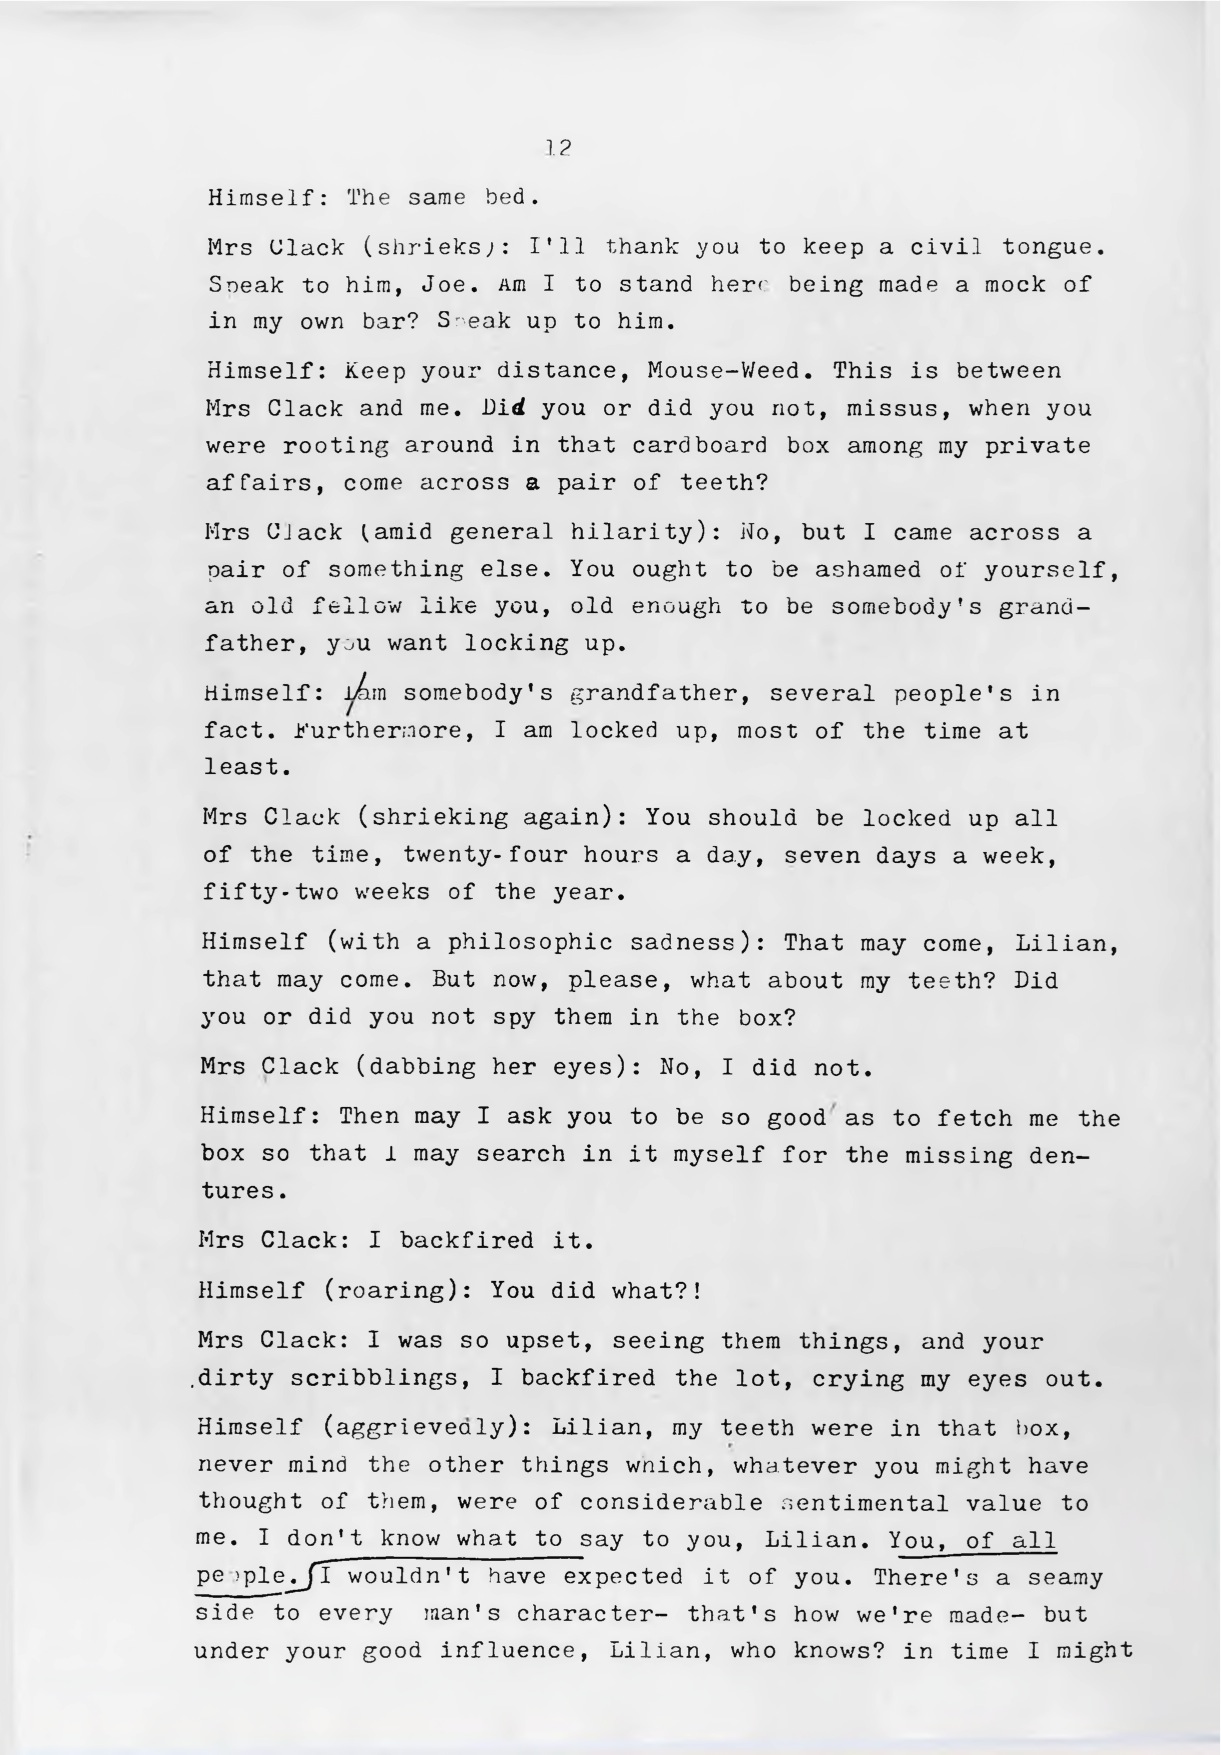 12
Himself: The same bed.
Mrs Clack (shrieks): I'll thank you to keep a civil tongue.
Speak to him, Joe. Am I to stand here being made a mock of
in my own bar? Speak up to him.
Himself: Keep your distance, Mouse-Weed. This is between
Mrs Clack and me. Did you or did you not, missus, when you
were rooting around in that cardboard box among my private
affairs, come across a pair of teeth?
Mrs Clack (amid general hilarity): No, but I came across a
pair of something else. You ought to be ashamed of yourself,
an old fellow like you, old enough to be somebody's grand-
father, you want locking up.
Himself: I/am somebody's grandfather, several people's in
fact. Furthermore, I am locked up, most of the time at
least.
Mrs Clack (shrieking again): You should be locked up all
of the time, twenty-four hours a day, seven days a week,
fifty-two weeks of the year.
Himself (with a philosophic sadness): That may come, Lilian,
that may come. But now, please, what about my teeth? Did
you or did you not spy them in the box?
Mrs Clack (dabbing her eyes): No, I did not.
Himself: Then may I ask you to be so good as to fetch me the
box so that I may search in it myself for the missing den-
tures.
Mrs Clack: I backfired it.
Himself (roaring): You did what?!
Mrs Clack: I was so upset, seeing them things, and your
dirty scribblings, I backfired the lot, crying my eyes out.
Himself (aggrievedly): Lilian, my teeth were in that box,
never mind the other things which, whatever you might have
thought of them, were of considerable sentimental value to
me. I don't know what to say to you, Lilian. You, of all
people. I wouldn't have expected it of you. There's a seamy
side to every man's character- that's how we're made- but
under your good influence, Lilian, who knows? in time I might